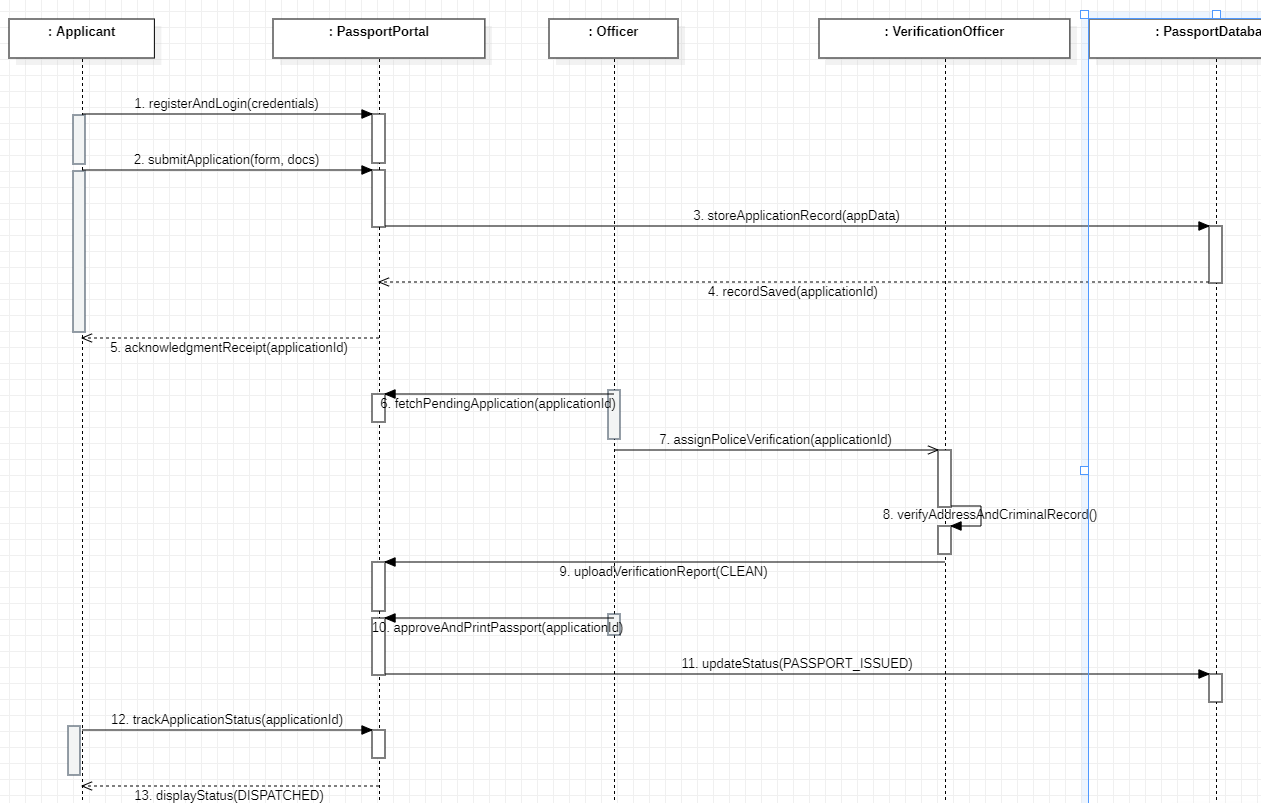 : Applicant
: PassportPortal
: Officer
: VerificationOfficer
: PassportDataba
1. registerAndLogin(credentials)
2. submitApplication(form, docs)
3. storeApplicationRecord(appData)
4. recordSaved(applicationId)
5. acknowledgmentReceipt(applicationId)
6. fetchPendingApplication(applicationId)
7. assignPoliceVerification(applicationId)
8. verifyAddressAndCriminalRecord()
9. uploadVerificationReport(CLEAN)
10. approveAndPrintPassport(applicationId)
11. updateStatus(PASSPORT_ISSUED)
12. trackApplicationStatus(applicationId)
13. displayStatus(DISPATCHED)